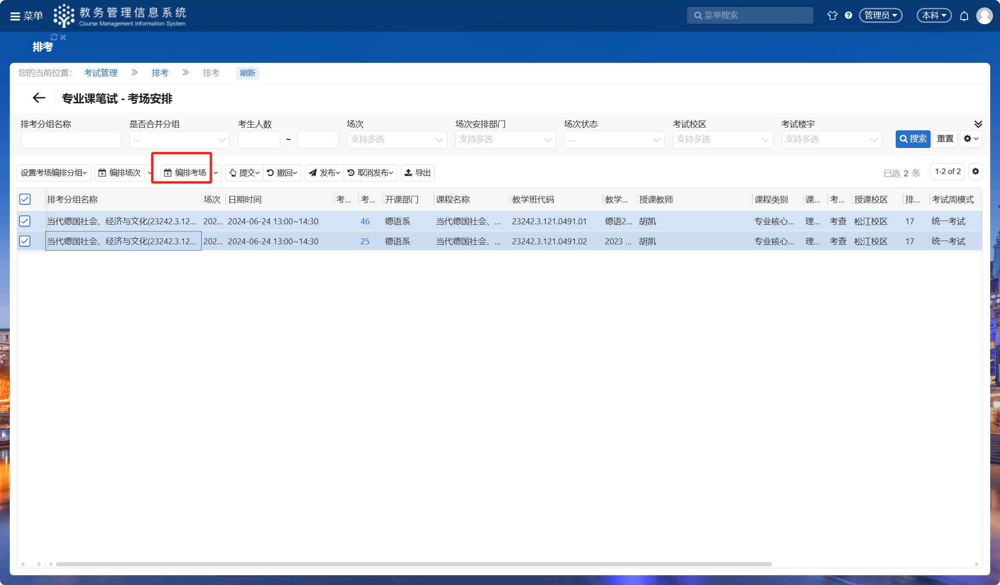 菜单
教务管理信息系统
Course Management Information System
菜单搜索
管理员
本科
排考
您的当前位置：
考试管理
排考
排考
刷新
专业课笔试 - 考场安排
排考分组名称
是否合并分组
考生人数
场次
场次安排部门
场次状态
考试校区
考试楼宇
...
~
支持多选
支持多选
...
支持多选
支持多选
搜索
重置
设置考场编排分组
编排场次
编排考场
提交
撤回
发布
取消发布
导出
已选 2 条
1-2 of 2
排考分组名称 场次 日期时间 考... 考... 开课部门 课程名称 教学班代码 教学... 授课教师 课程类别 课... 考... 授课校区 排... 考试周模式
当代德国社会、经济与文化(23242.3.12... 202... 2024-06-24 13:00~14:30 46 德语系 当代德国社会、... 23242.3.121.0491.01 德语2... 胡凯 专业核心... 理... 考查 松江校区 17 统一考试
当代德国社会、经济与文化(23242.3.12... 202... 2024-06-24 13:00~14:30 25 德语系 当代德国社会、... 23242.3.121.0491.02 2023 ... 胡凯 专业核心... 理... 考查 松江校区 17 统一考试